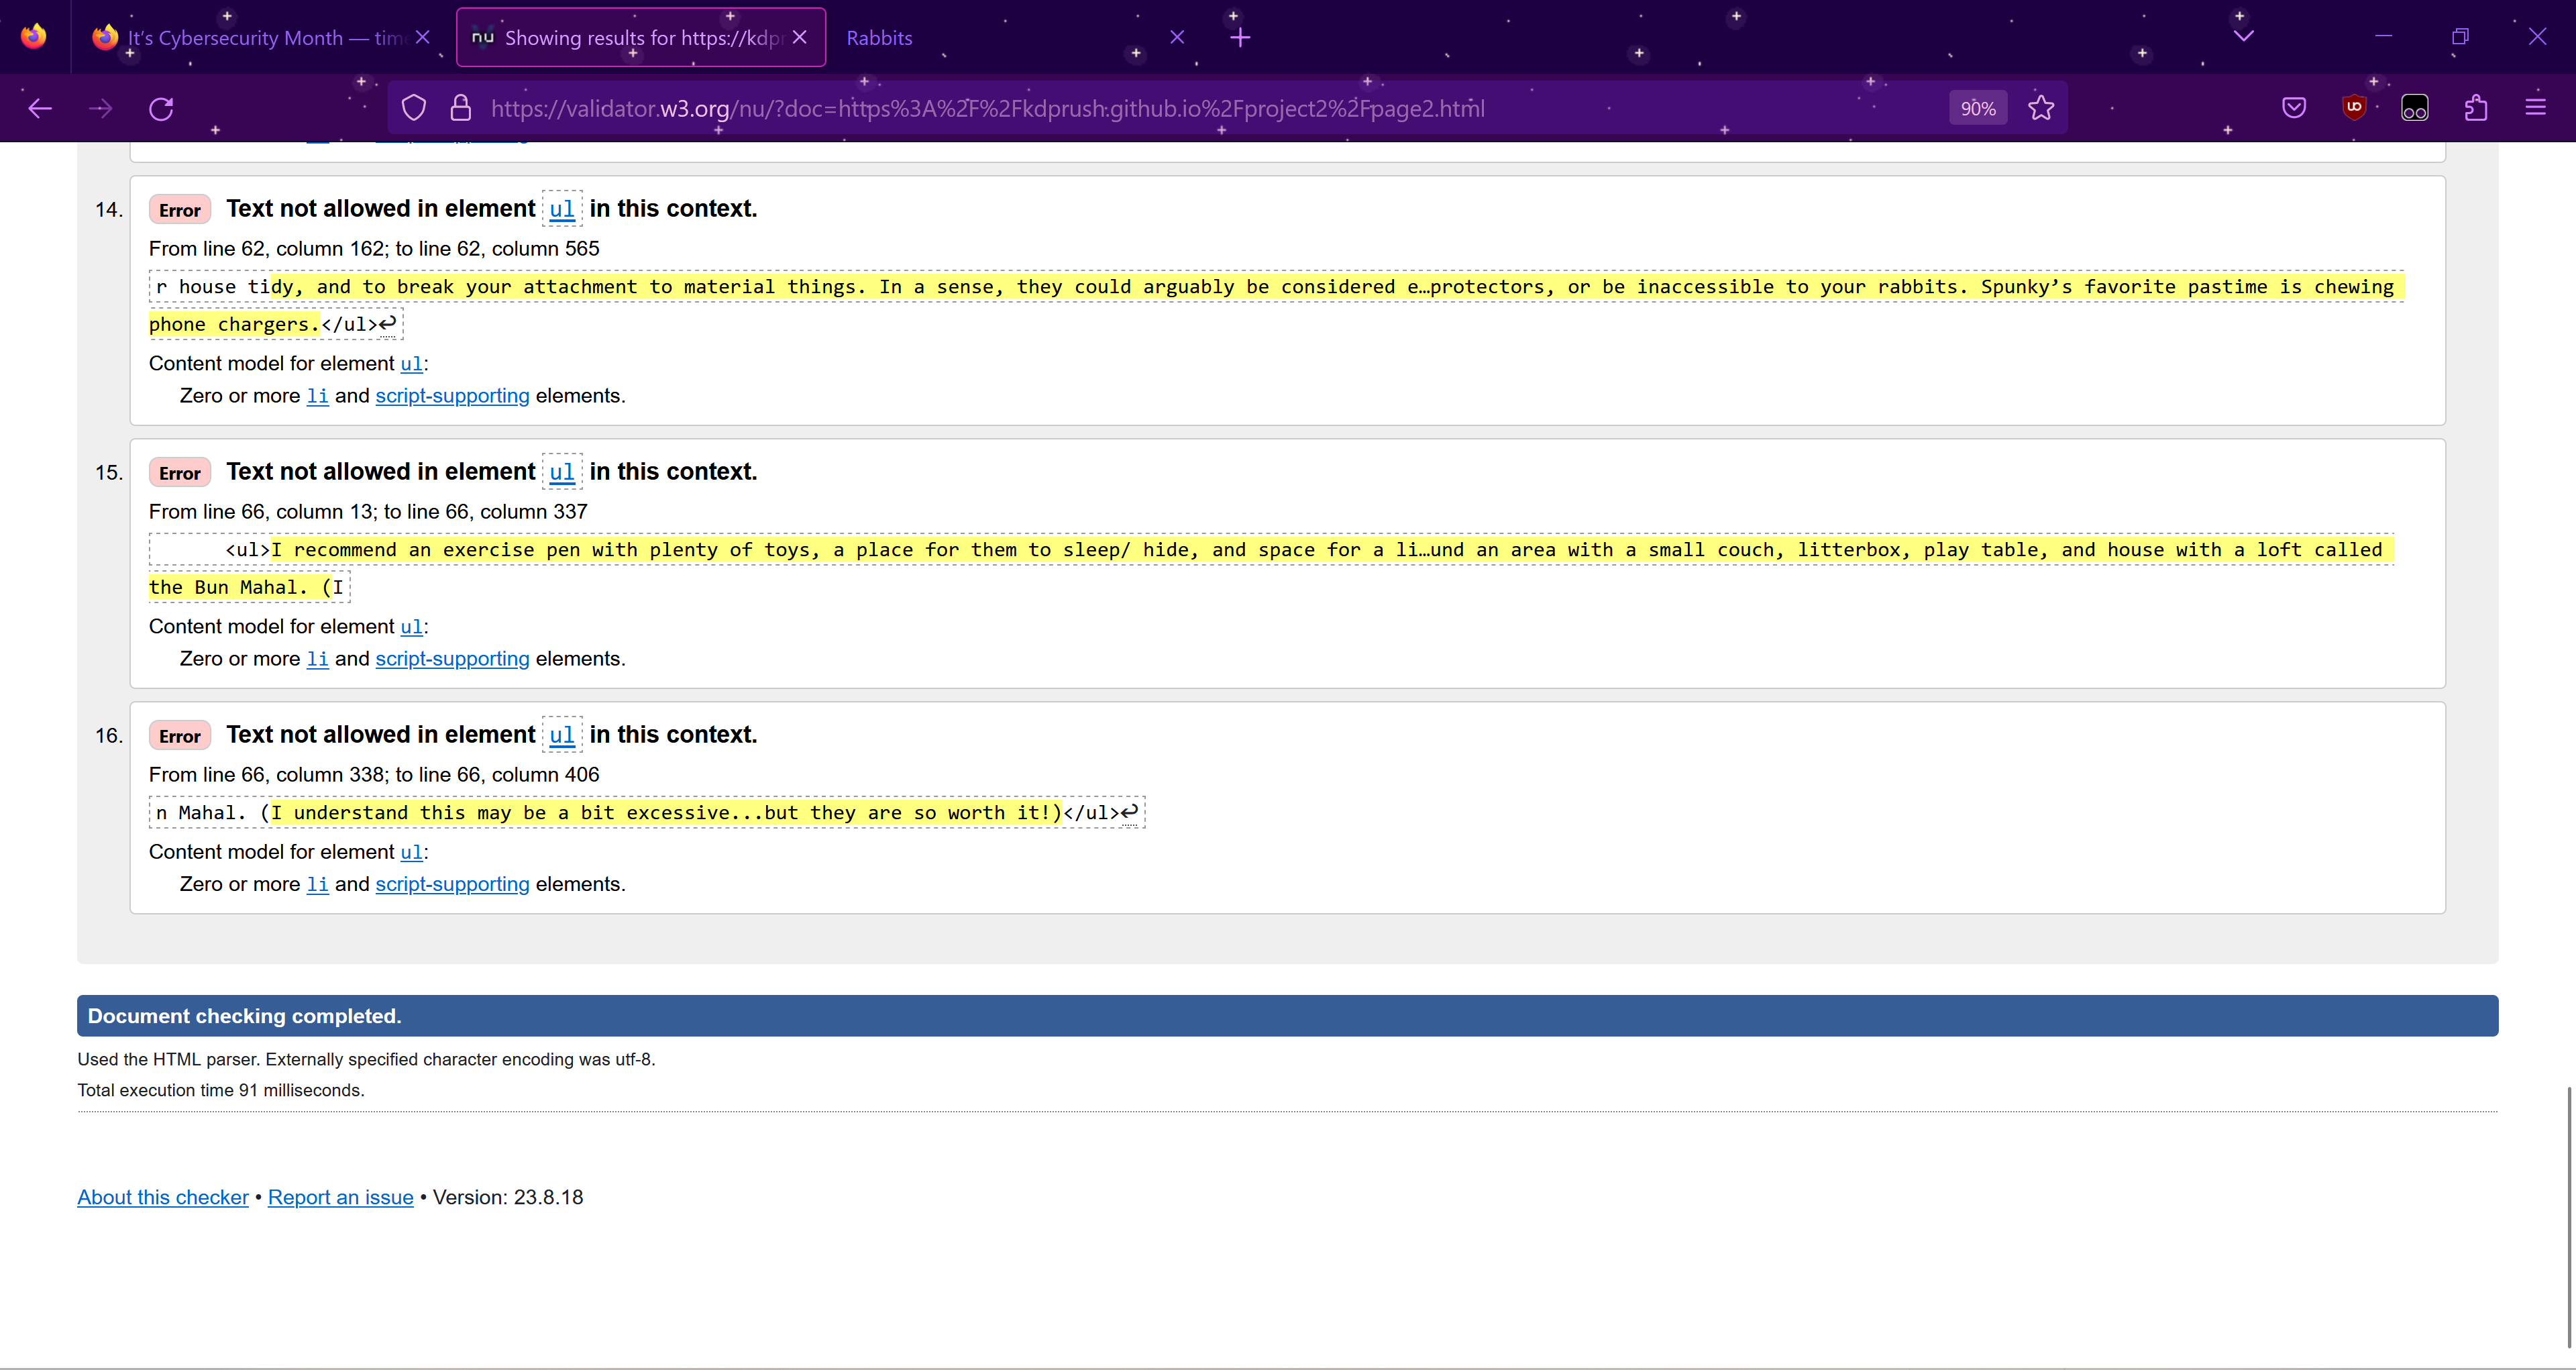 It's Cybersecurity Month — time
Showing results for https://kdpr
Rabbits
https://validator.w3.org/nu/?doc=https%3A%2F%2Fkdprush.github.io%2Fproject2%2Fpage2.html
90%
14. Error Text not allowed in element ul in this context.
From line 62, column 162; to line 62, column 565
r house tidy, and to break your attachment to material things. In a sense, they could arguably be considered e…protectors, or be inaccessible to your rabbits. Spunky’s favorite pastime is chewing
phone chargers.</ul>↩
Content model for element ul:
Zero or more li and script-supporting elements.
15. Error Text not allowed in element ul in this context.
From line 66, column 13; to line 66, column 337
<ul>I recommend an exercise pen with plenty of toys, a place for them to sleep/ hide, and space for a li…und an area with a small couch, litterbox, play table, and house with a loft called
the Bun Mahal. (I
Content model for element ul:
Zero or more li and script-supporting elements.
16. Error Text not allowed in element ul in this context.
From line 66, column 338; to line 66, column 406
n Mahal. (I understand this may be a bit excessive...but they are so worth it!)</ul>↩
Content model for element ul:
Zero or more li and script-supporting elements.
Document checking completed.
Used the HTML parser. Externally specified character encoding was utf-8.
Total execution time 91 milliseconds.
About this checker • Report an issue • Version: 23.8.18